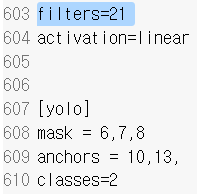 603 filters=21
604 activation=linear
605
606
607 [yolo]
608 mask = 6,7,8
609 anchors = 10,13,
610 classes=2